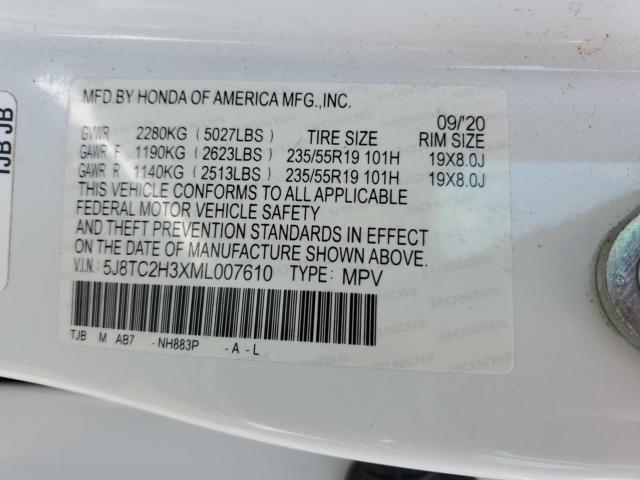 MFD.BY HONDA OF AMERICA MFG.,INC. 09/'20
GVWR 2280KG (5027LBS) TIRE SIZE RIM SIZE
GAWR F 1190KG (2623LBS) 235/55R19 101H 19X8.0J
GAWR R 1140KG (2513LBS) 235/55R19 101H 19X8.0J
THIS VEHICLE CONFORMS TO ALL APPLICABLE
FEDERAL MOTOR VEHICLE SAFETY
AND THEFT PREVENTION STANDARDS IN EFFECT
ON THE DATE OF MANUFACTURE SHOWN ABOVE.
V.I.N.: 5J8TC2H3XML007610 TYPE: MPV
TJB M AB7 -NH883P -A-L
TJB JB